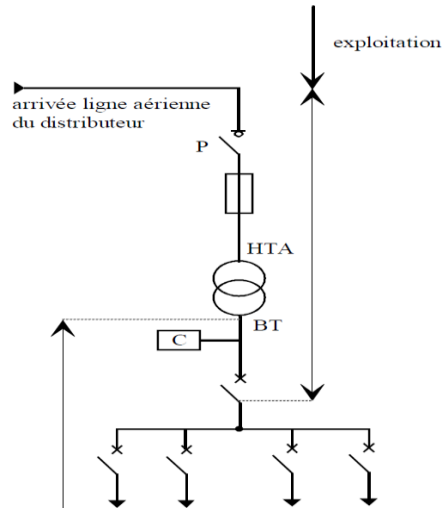 exploitation
arrivée ligne aérienne
du distributeur
P
HTA
BT
C